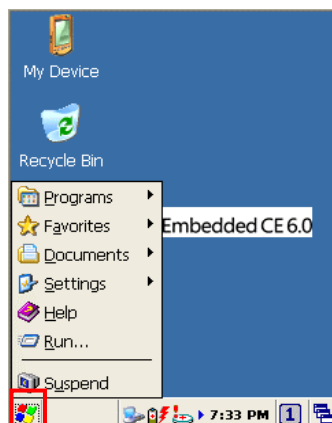 My Device
Recycle Bin
Programs
Favorites
Embedded CE 6.0
Documents
Settings
Help
Run...
Suspend
7:33 PM
1